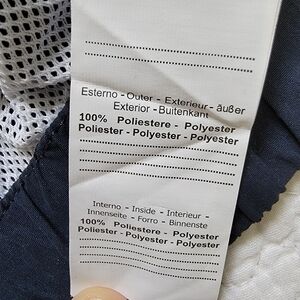 Esterno - Outer - Exterieur - äußer
Exterior - Buitenkant
100% Poliestere - Polyester
Poliester - Polyester - Polyester
Interno - Inside - Interieur -
Innenseite - Forro - Binnenste
100% Poliestere - Polyester
Poliester - Polyester - Polyester